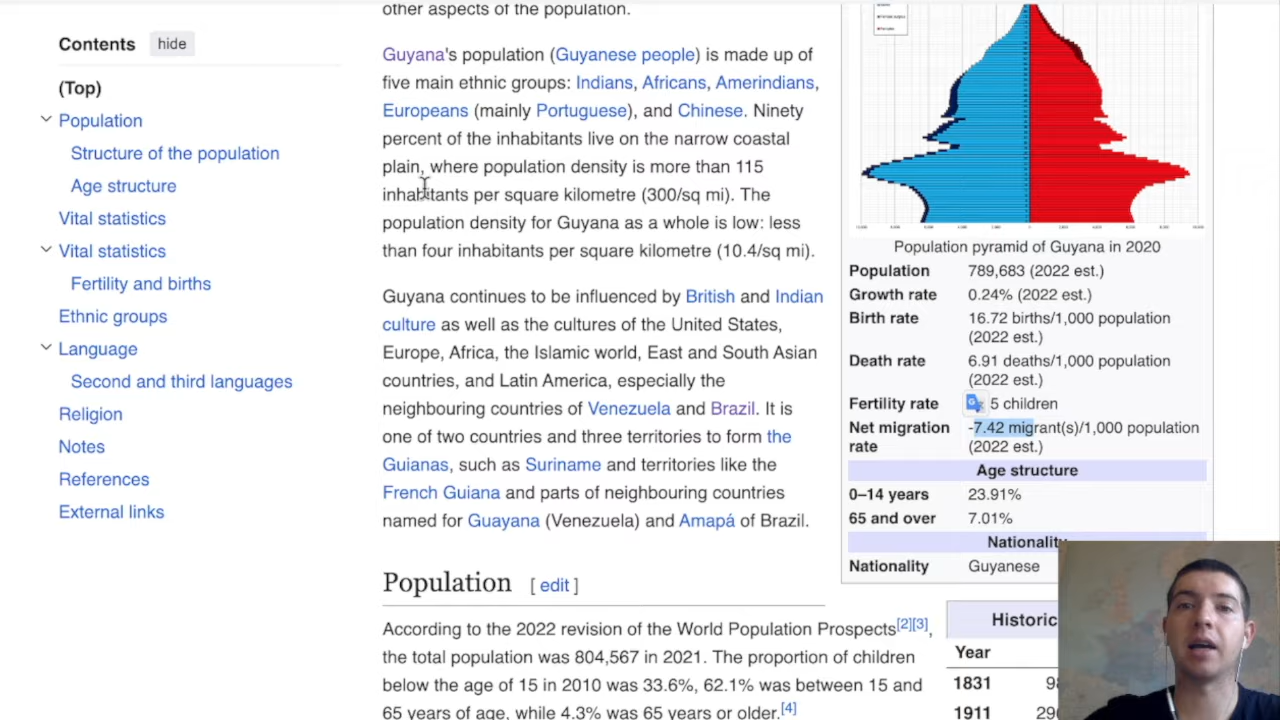 Contents hide
(Top)
Population
Structure of the population
Age structure
Vital statistics
Vital statistics
Fertility and births
Ethnic groups
Language
Second and third languages
Religion
Notes
References
External links
other aspects of the population.
Guyana's population (Guyanese people) is made up of
five main ethnic groups: Indians, Africans, Amerindians,
Europeans (mainly Portuguese), and Chinese. Ninety
percent of the inhabitants live on the narrow coastal
plain, where population density is more than 115
inhabitants per square kilometre (300/sq mi). The
population density for Guyana as a whole is low: less
than four inhabitants per square kilometre (10.4/sq mi).
Guyana continues to be influenced by British and Indian
culture as well as the cultures of the United States,
Europe, Africa, the Islamic world, East and South Asian
countries, and Latin America, especially the
neighbouring countries of Venezuela and Brazil. It is
one of two countries and three territories to form the
Guianas, such as Suriname and territories like the
French Guiana and parts of neighbouring countries
named for Guayana (Venezuela) and Amapá of Brazil.
Population [ edit ]
According to the 2022 revision of the World Population Prospects[2][3],
the total population was 804,567 in 2021. The proportion of children
below the age of 15 in 2010 was 33.6%, 62.1% was between 15 and
65 years of age, while 4.3% was 65 years or older.[4]
Population pyramid of Guyana in 2020
Population 789,683 (2022 est.)
Growth rate 0.24% (2022 est.)
Birth rate 16.72 births/1,000 population
(2022 est.)
Death rate 6.91 deaths/1,000 population
(2022 est.)
Fertility rate 5 children
Net migration -7.42 migrant(s)/1,000 population
rate (2022 est.)
Age structure
0–14 years 23.91%
65 and over 7.01%
Nationality
Nationality Guyanese
Historic
Year
1831
1911